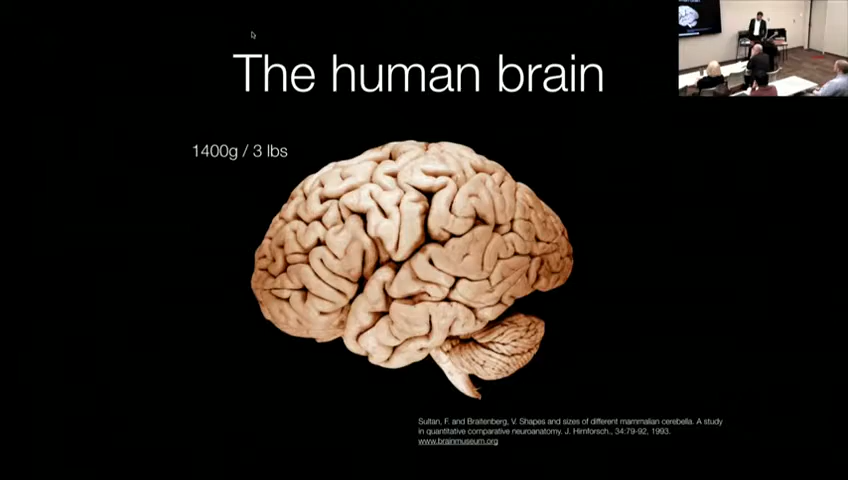 The human brain
1400g / 3 lbs
Sultan, F. and Braitenberg, V. Shapes and sizes of different mammalian cerebella. A study
in quantitative comparative neuroanatomy. J. Hirnforsch., 34:79-92, 1993.
www.brainmuseum.org